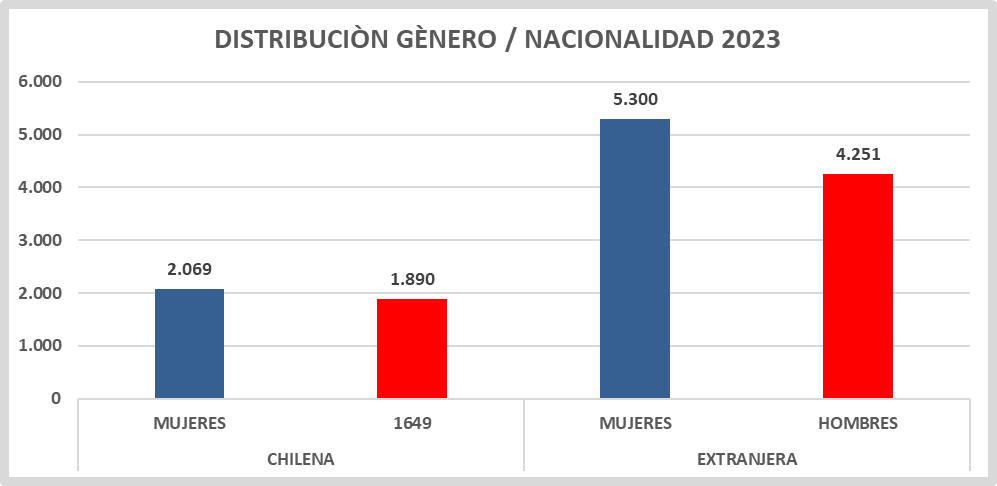 DISTRIBUCIÒN GÈNERO / NACIONALIDAD 2023
6.000
5.000
4.000
3.000
2.000
1.000
0
2.069
1.890
5.300
4.251
MUJERES
1649
MUJERES
HOMBRES
CHILENA
EXTRANJERA